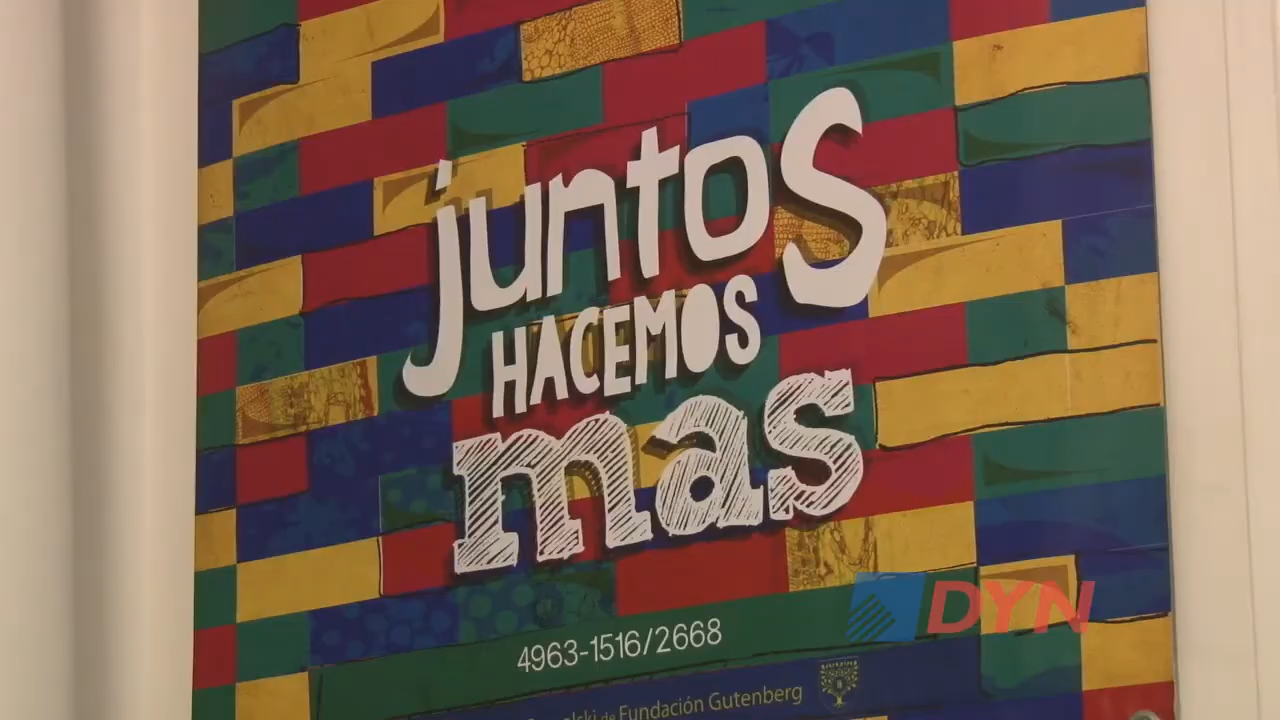 juntos
HACEMOS
mas
4963-1516/2668
de Fundación Gutenberg
DYN